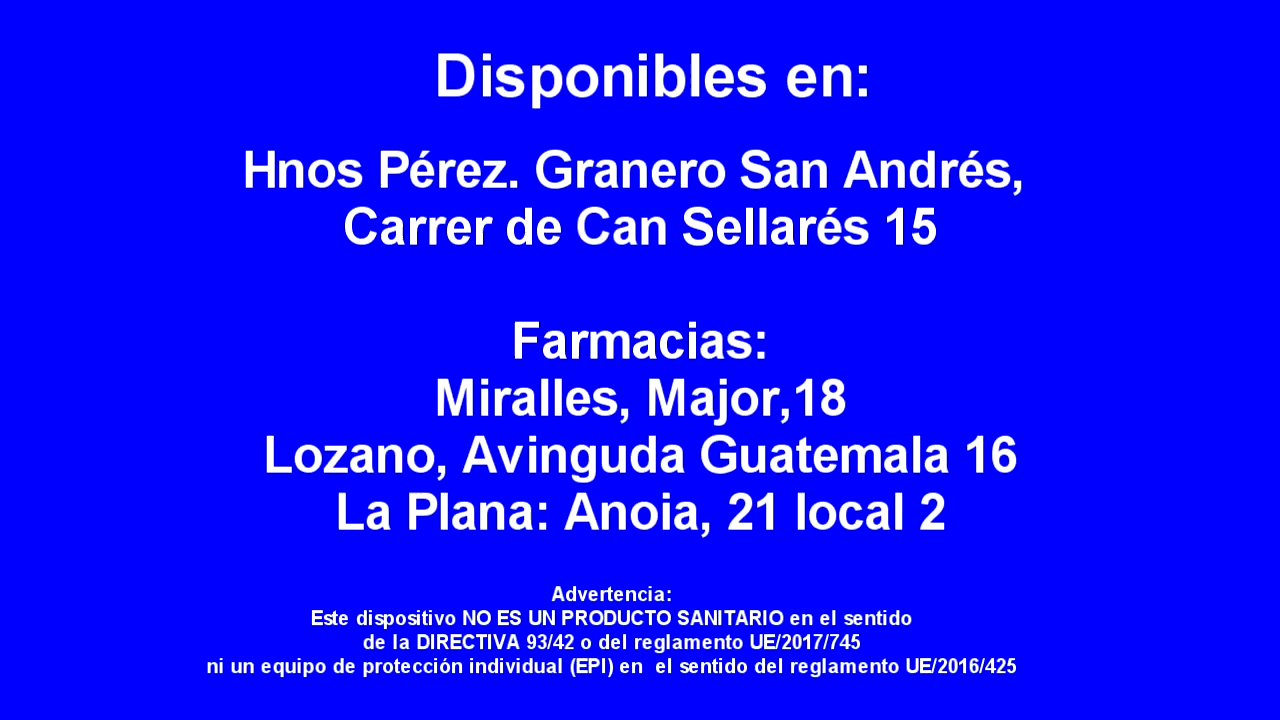 Disponibles en:
Hnos Pérez. Granero San Andrés,
Carrer de Can Sellarés 15
Farmacias:
Miralles, Major,18
Lozano, Avinguda Guatemala 16
La Plana: Anoia, 21 local 2
Advertencia:
Este dispositivo NO ES UN PRODUCTO SANITARIO en el sentido
de la DIRECTIVA 93/42 o del reglamento UE/2017/745
ni un equipo de protección individual (EPI) en  el sentido del reglamento UE/2016/425